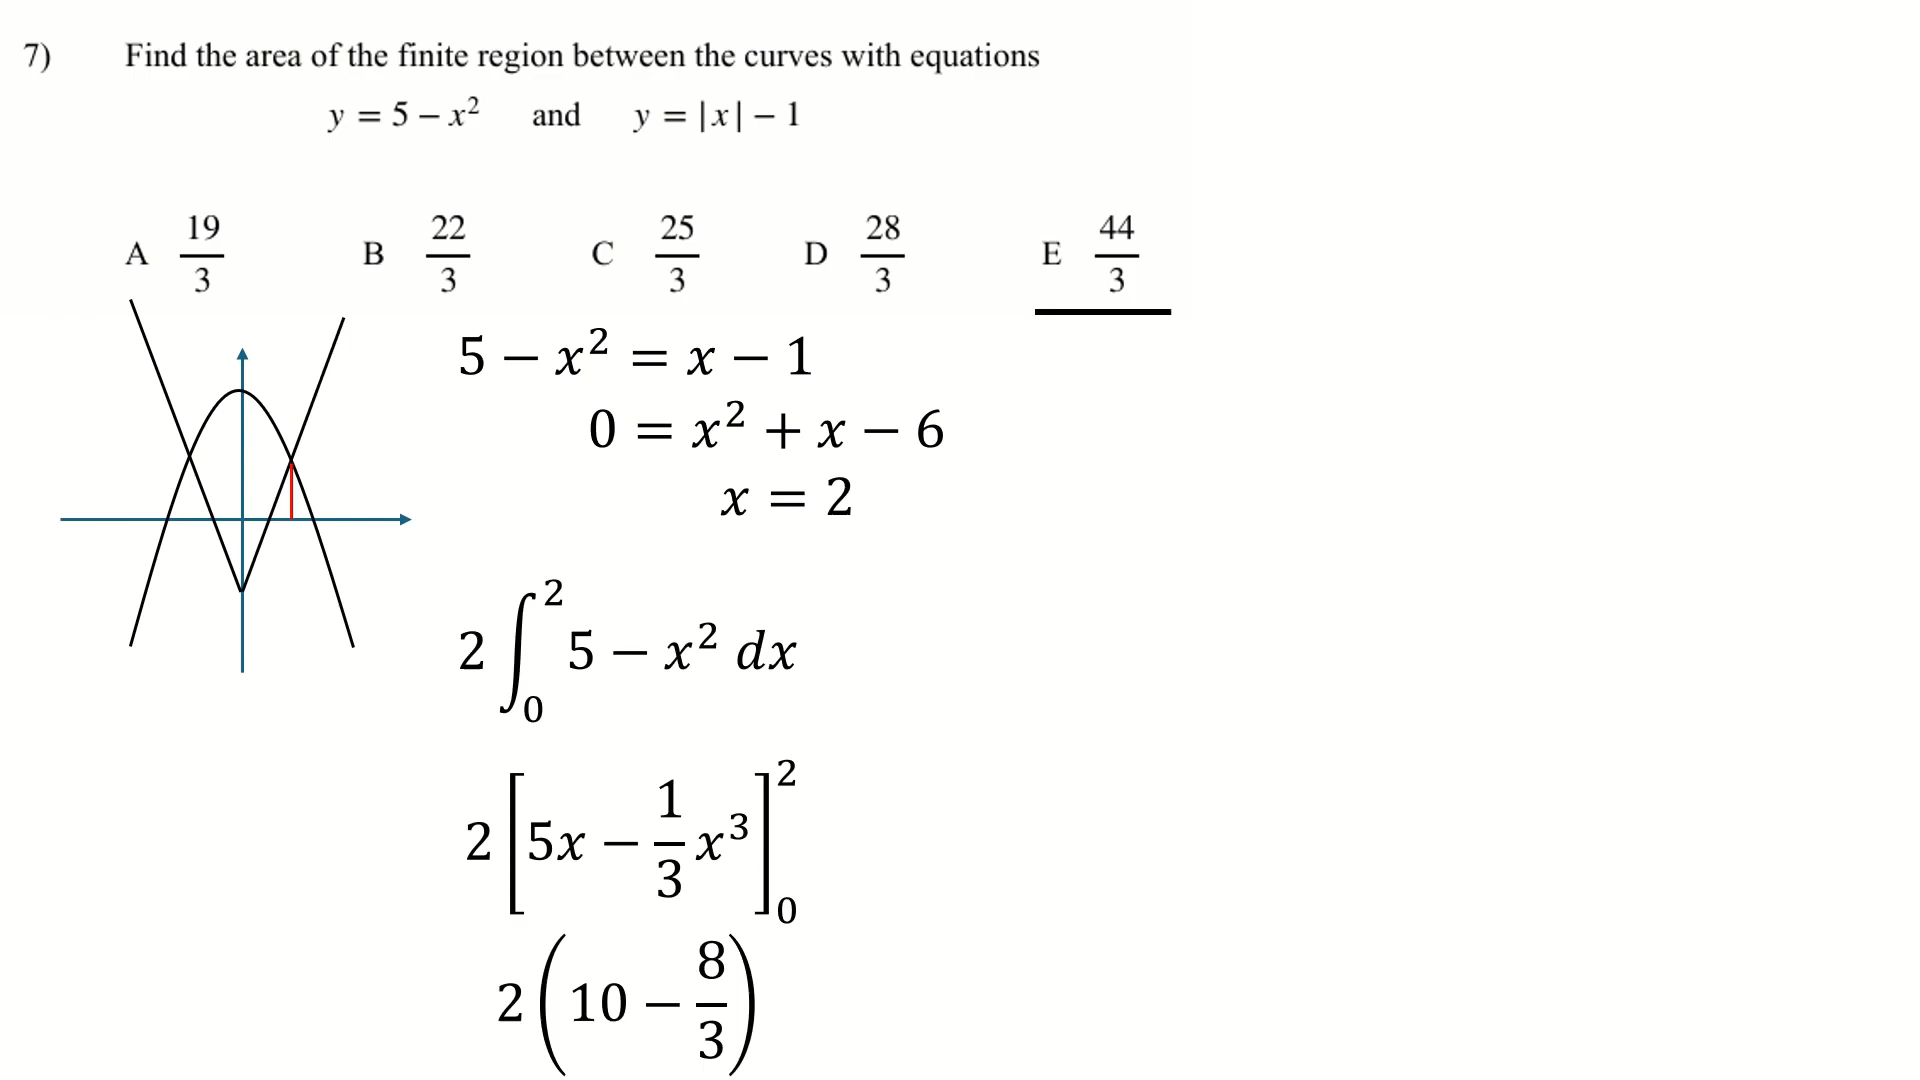 7) Find the area of the finite region between the curves with equations
y = 5 − x² and y = |x| − 1
A 19/3 B 22/3 C 25/3 D 28/3 E 44/3
5 − x² = x − 1
0 = x² + x − 6
x = 2
2 ∫₀² 5 − x² dx
2 [5x − 1/3 x³]₀²
2 (10 − 8/3)